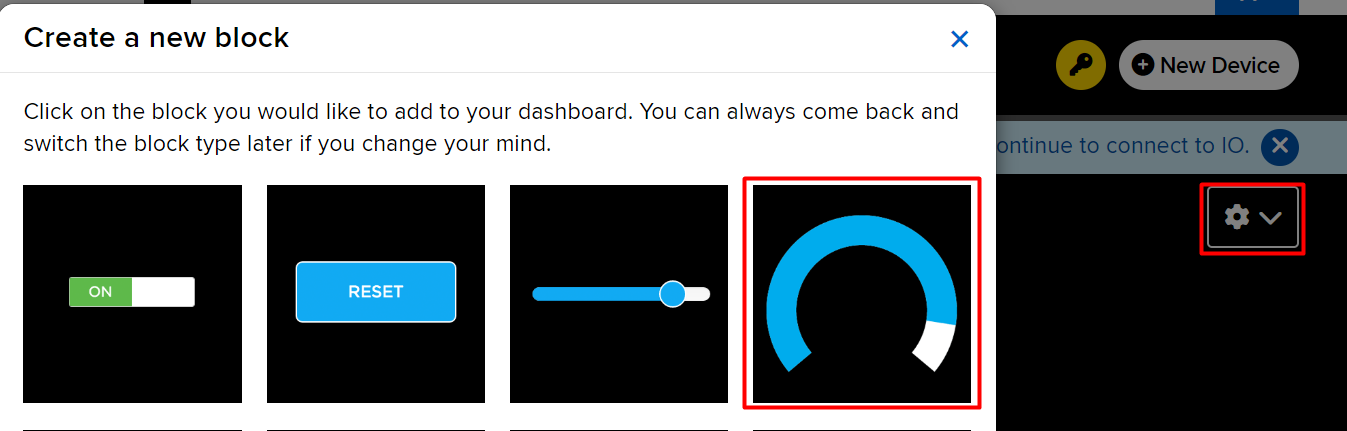 Create a new block
New Device
Click on the block you would like to add to your dashboard. You can always come back and
switch the block type later if you change your mind.
to connect to IO.
ON
RESET